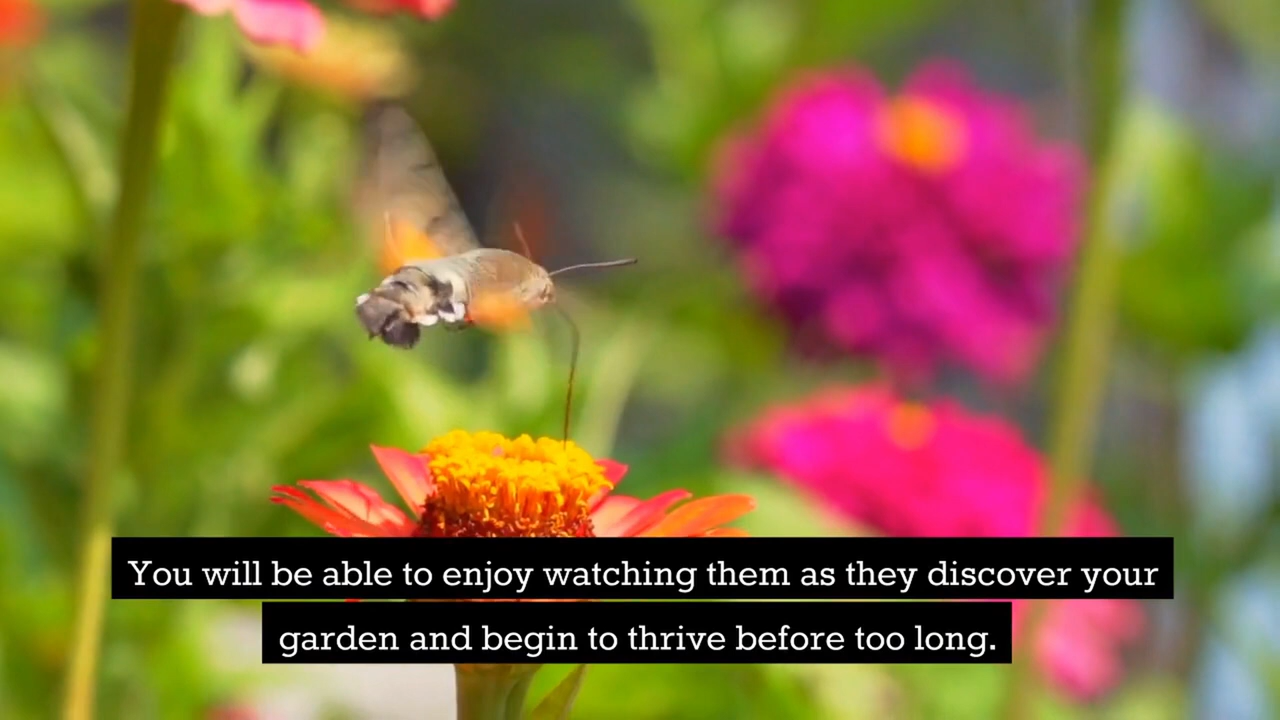 You will be able to enjoy watching them as they discover your
garden and begin to thrive before too long.